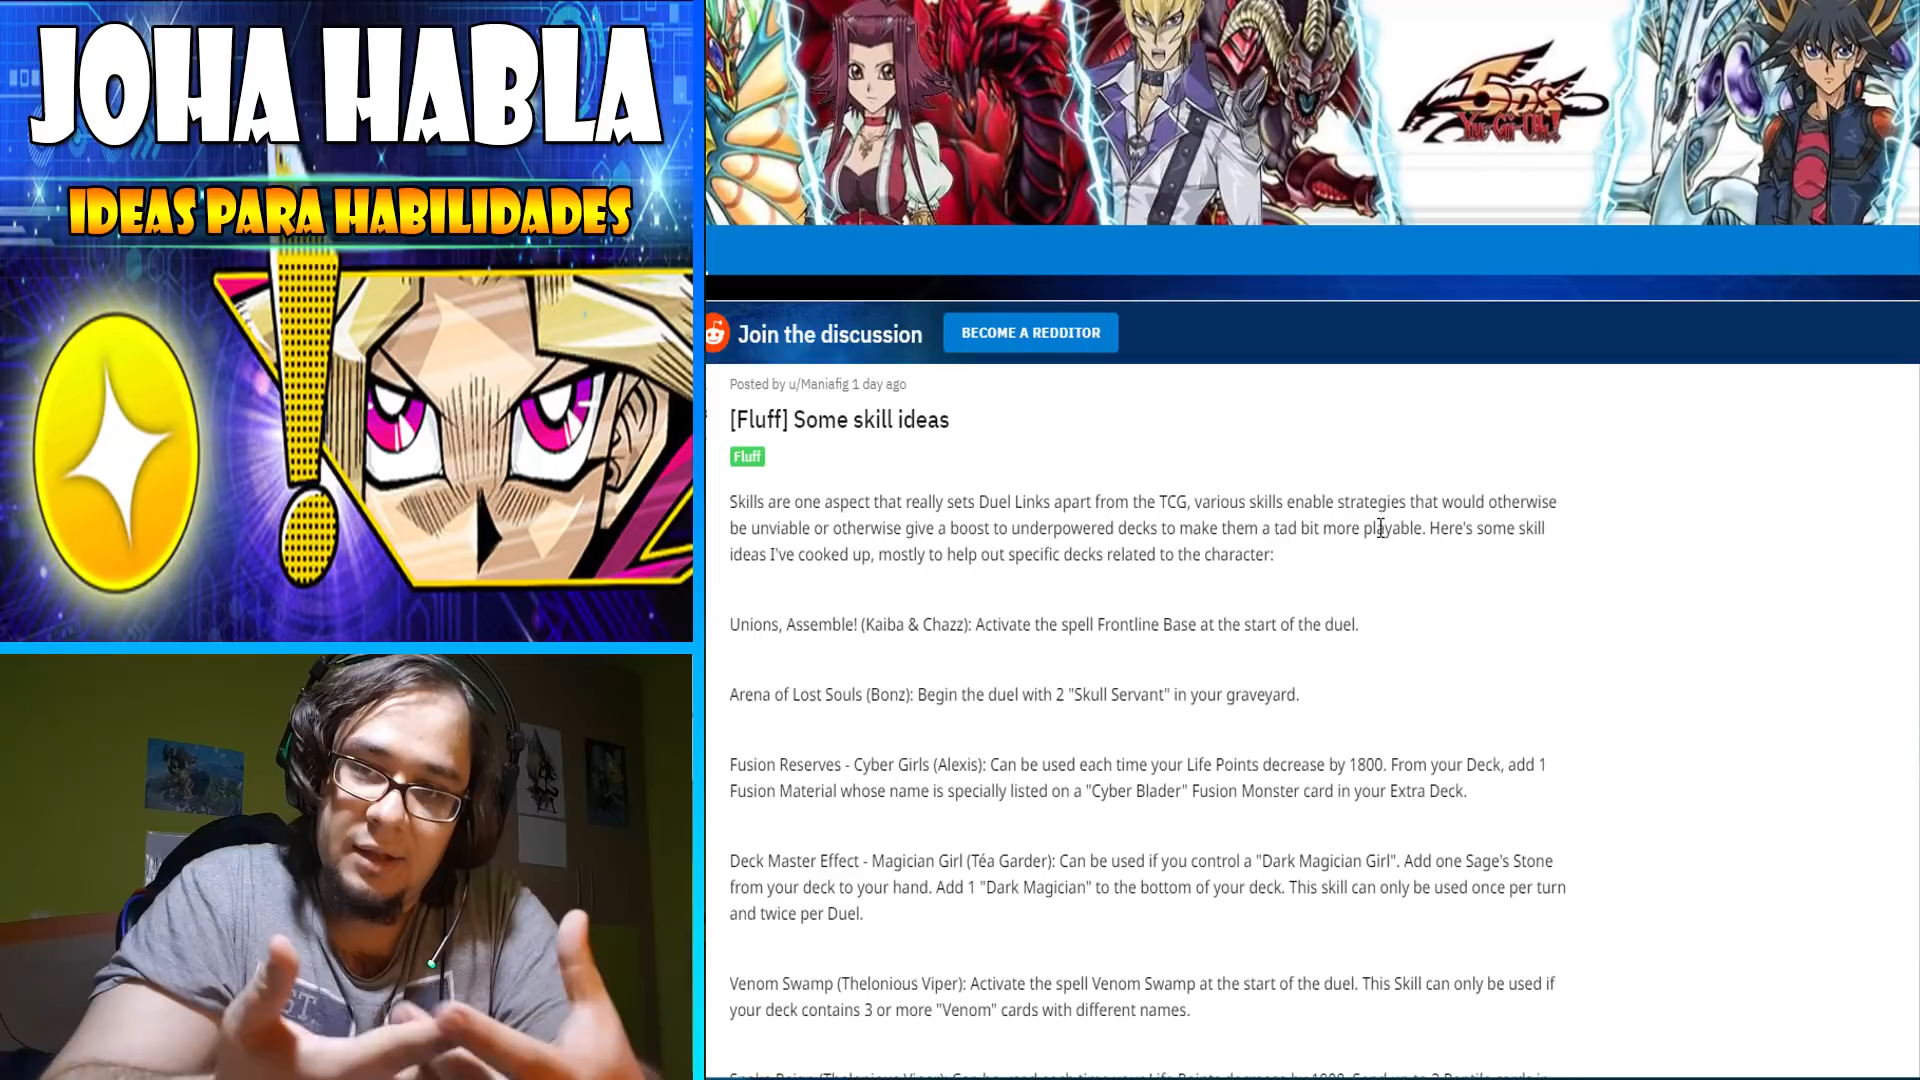 JOHA HABLA
IDEAS PARA HABILIDADES
5D's
Yu-Gi-Oh!
Join the discussion
BECOME A REDDITOR
Posted by u/Maniafig 1 day ago
[Fluff] Some skill ideas
Fluff
Skills are one aspect that really sets Duel Links apart from the TCG, various skills enable strategies that would otherwise
be unviable or otherwise give a boost to underpowered decks to make them a tad bit more playable. Here's some skill
ideas I've cooked up, mostly to help out specific decks related to the character:
Unions, Assemble! (Kaiba & Chazz): Activate the spell Frontline Base at the start of the duel.
Arena of Lost Souls (Bonz): Begin the duel with 2 "Skull Servant" in your graveyard.
Fusion Reserves - Cyber Girls (Alexis): Can be used each time your Life Points decrease by 1800. From your Deck, add 1
Fusion Material whose name is specially listed on a "Cyber Blader" Fusion Monster card in your Extra Deck.
Deck Master Effect - Magician Girl (Téa Garder): Can be used if you control a "Dark Magician Girl". Add one Sage's Stone
from your deck to your hand. Add 1 "Dark Magician" to the bottom of your deck. This skill can only be used once per turn
and twice per Duel.
Venom Swamp (Thelonious Viper): Activate the spell Venom Swamp at the start of the duel. This Skill can only be used if
your deck contains 3 or more "Venom" cards with different names.